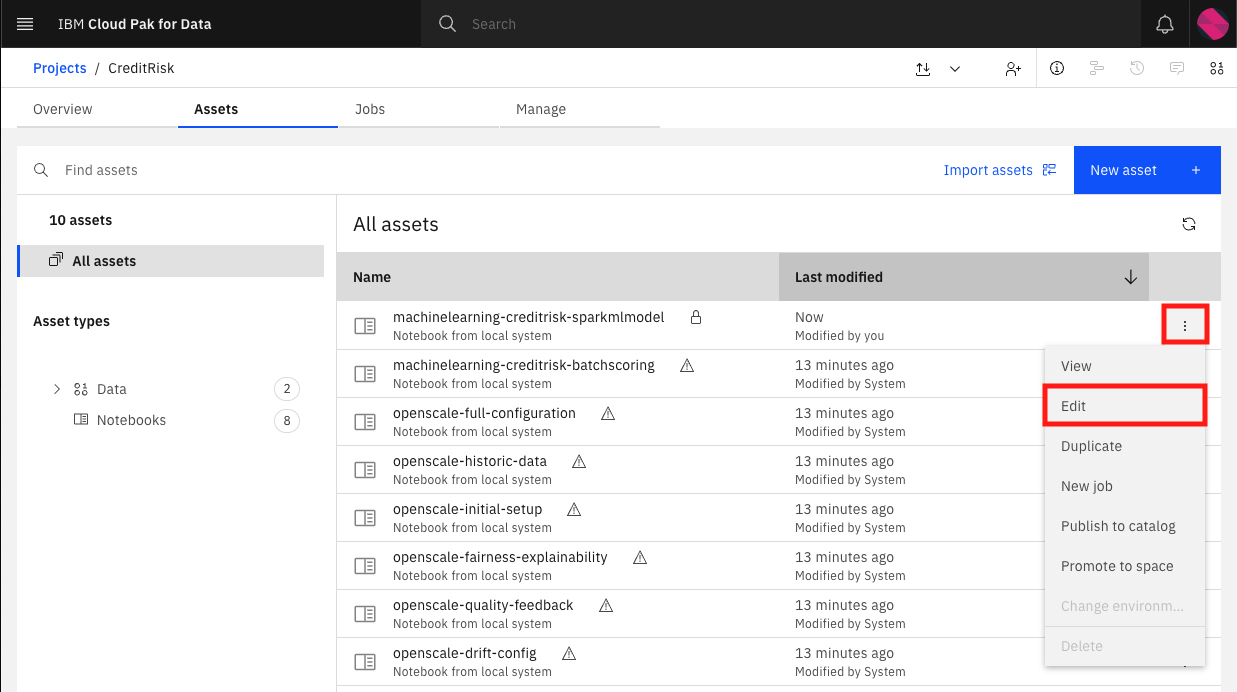 IBM Cloud Pak for Data
Search
Projects / CreditRisk
Overview
Assets
Jobs
Manage
Find assets
Import assets
New asset +
10 assets
All assets
Asset types
Data 2
Notebooks 8
All assets
Name
Last modified
machinelearning-creditrisk-sparkmlmodel
Notebook from local system
Now
Modified by you
machinelearning-creditrisk-batchscoring
Notebook from local system
13 minutes ago
Modified by System
openscale-full-configuration
Notebook from local system
13 minutes ago
Modified by System
openscale-historic-data
Notebook from local system
13 minutes ago
Modified by System
openscale-initial-setup
Notebook from local system
13 minutes ago
Modified by System
openscale-fairness-explainability
Notebook from local system
13 minutes ago
Modified by System
openscale-quality-feedback
Notebook from local system
13 minutes ago
Modified by System
openscale-drift-config
Notebook from local system
13 minutes ago
Modified by System
View
Edit
Duplicate
New job
Publish to catalog
Promote to space
Change environm...
Delete